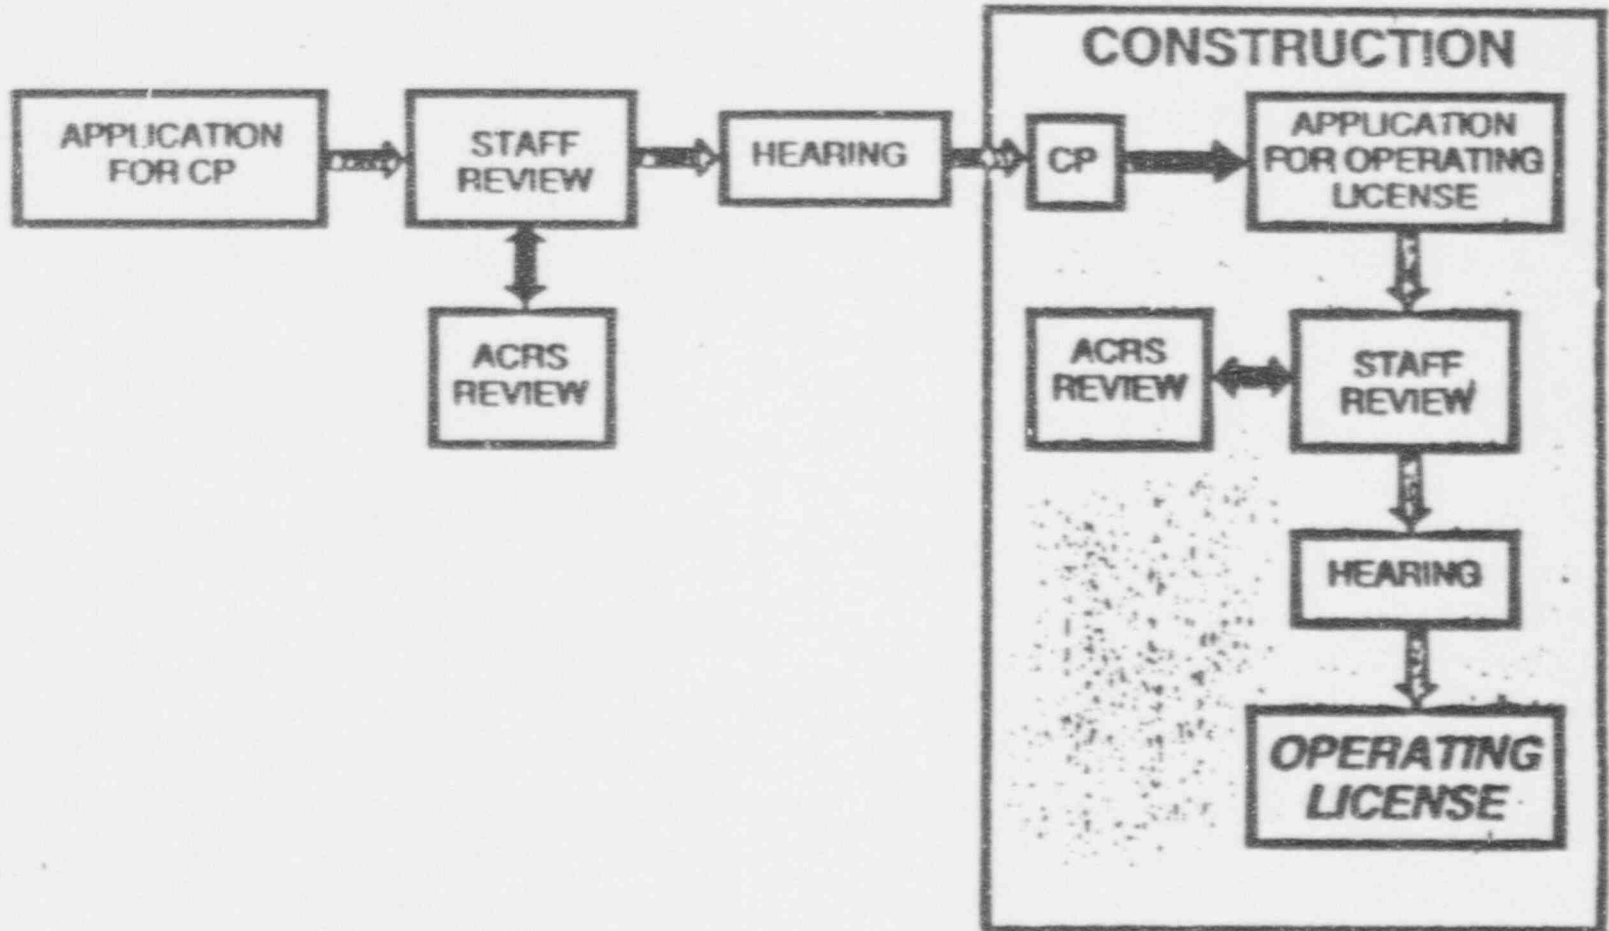 CONSTRUCTION
APPLICATION
FOR CP
STAFF
REVIEW
HEARING
CP
APPLICATION
FOR OPERATING
LICENSE
ACRS
REVIEW
ACRS
REVIEW
STAFF
REVIEW
HEARING
OPERATING
LICENSE